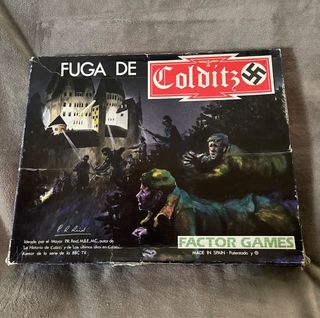 FUGA DE
Colditz
P. R. Reid
Ideado por el Mayor P.R. Reid, M.B.E., M.C., autor de
"La Historia de Colditz y de Los últimos días en Colditz".
Asesor de la serie de la BBC TV.
FACTOR GAMES
MADE IN SPAIN - Patentado y ©